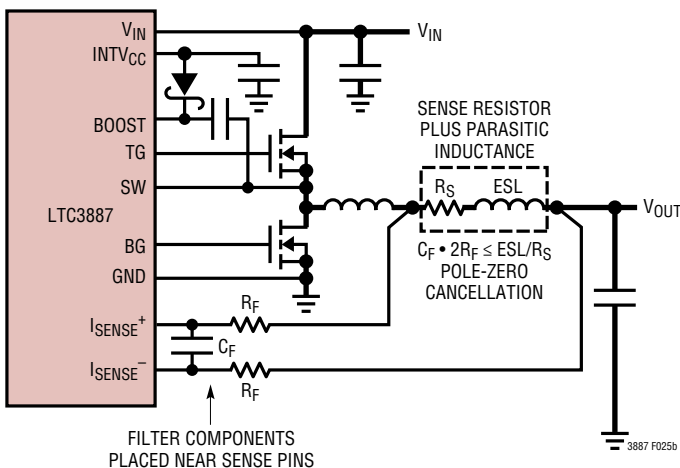 VIN
VIN
INTVCC
BOOST
TG
SW
LTC3887
BG
GND
ISENSE+
ISENSE–
RF
CF
RF
FILTER COMPONENTS
PLACED NEAR SENSE PINS
SENSE RESISTOR
PLUS PARASITIC
INDUCTANCE
RS
ESL
CF • 2RF ≤ ESL/RS
POLE-ZERO
CANCELLATION
VOUT
3887 F025b